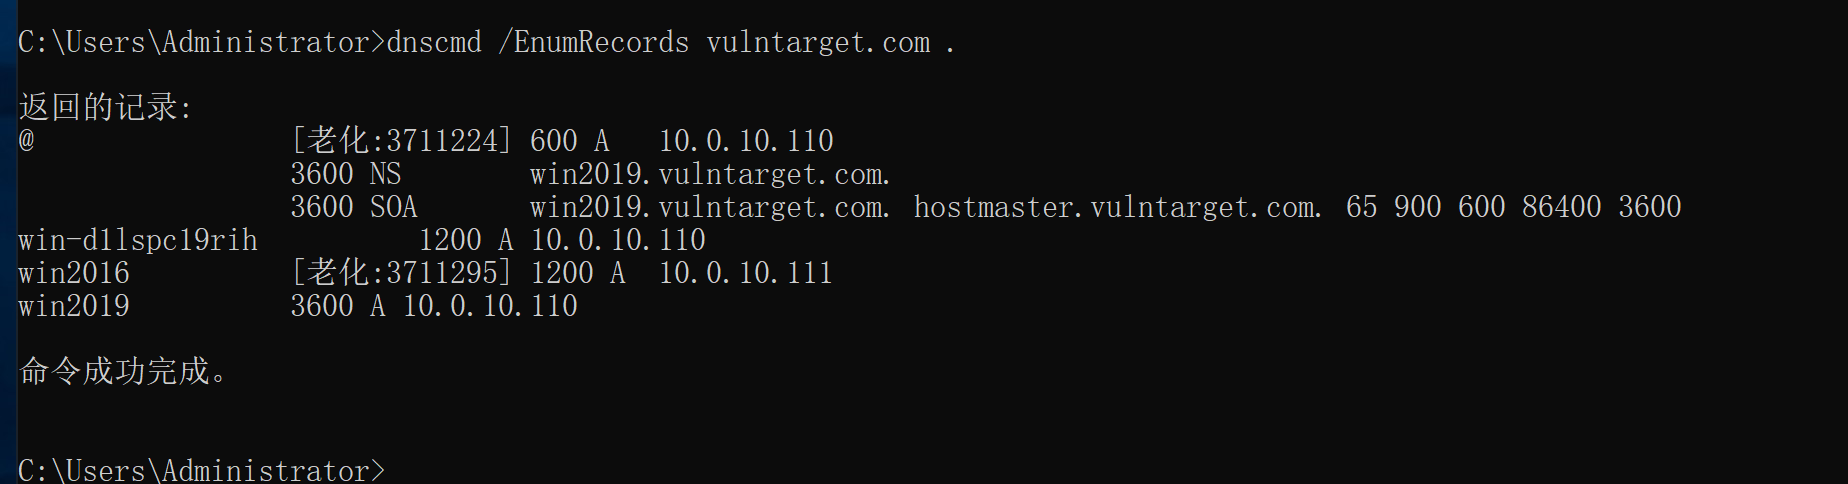 C:\Users\Administrator>dnscmd /EnumRecords vulntarget.com .
返回的记录:
@ [老化:3711224] 600 A 10.0.10.110
3600 NS win2019.vulntarget.com.
3600 SOA win2019.vulntarget.com. hostmaster.vulntarget.com. 65 900 600 86400 3600
win-d1lspc19rih 1200 A 10.0.10.110
win2016 [老化:3711295] 1200 A 10.0.10.111
win2019 3600 A 10.0.10.110
命令成功完成。
C:\Users\Administrator>